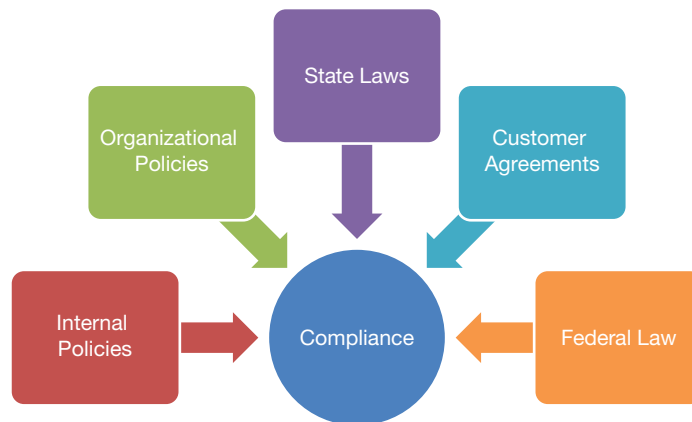 State Laws
Organizational
Policies
Customer
Agreements
Internal
Policies
Compliance
Federal Law